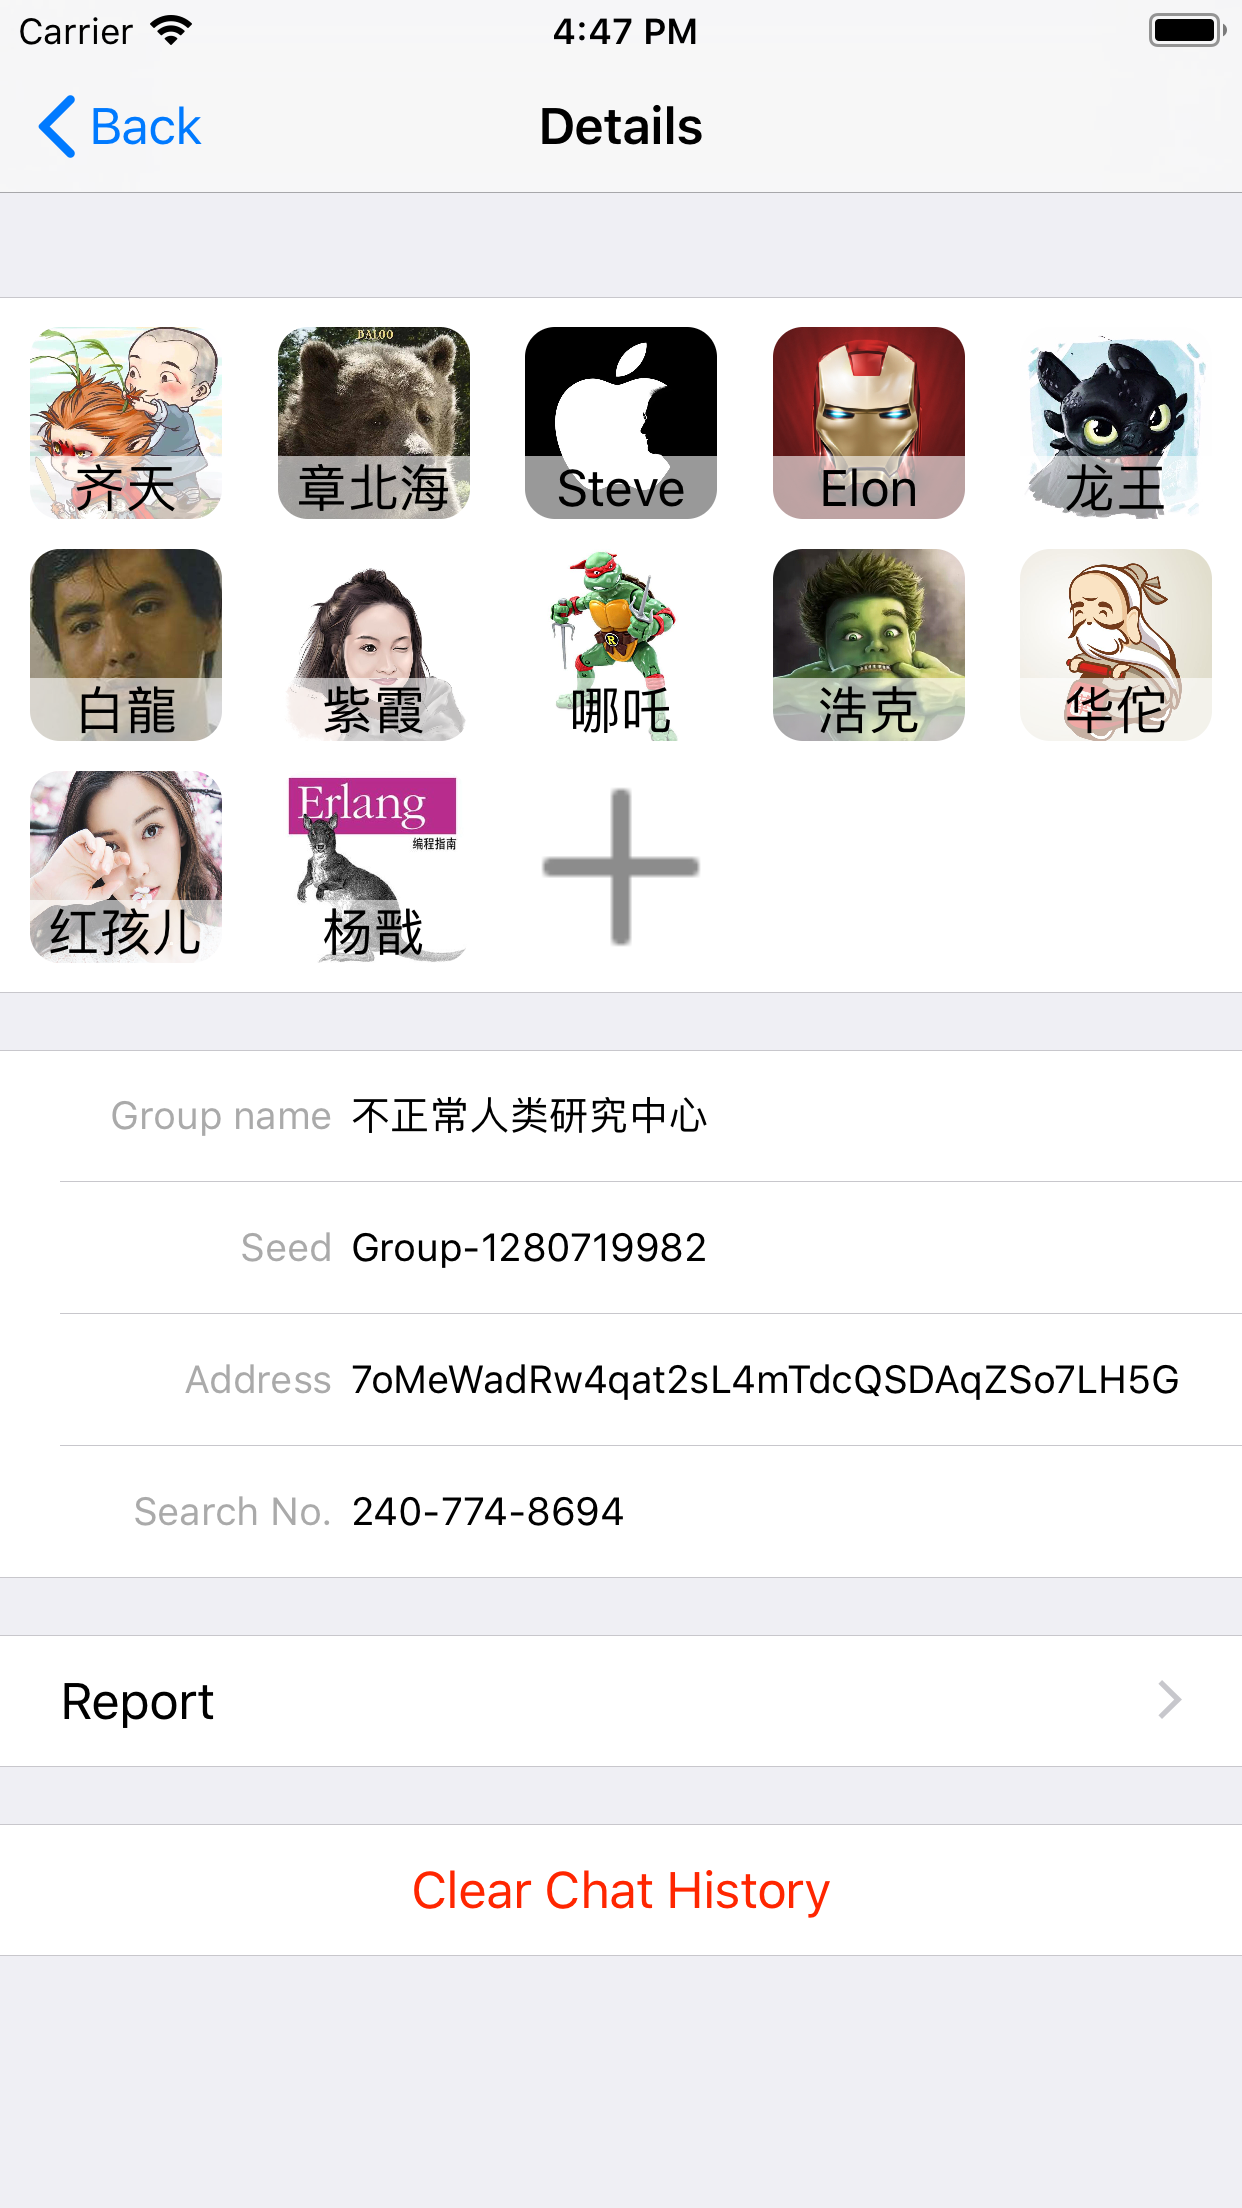 Carrier 4:47 PM
Back Details
BALOO
齐天 章北海 Steve Elon 龙王
白龍 紫霞 哪吒 浩克 华佗
Erlang
编程指南
红孩儿 杨戬
Group name 不正常人类研究中心
Seed Group-1280719982
Address 7oMeWadRw4qat2sL4mTdcQSDAqZSo7LH5G
Search No. 240-774-8694
Report
Clear Chat History